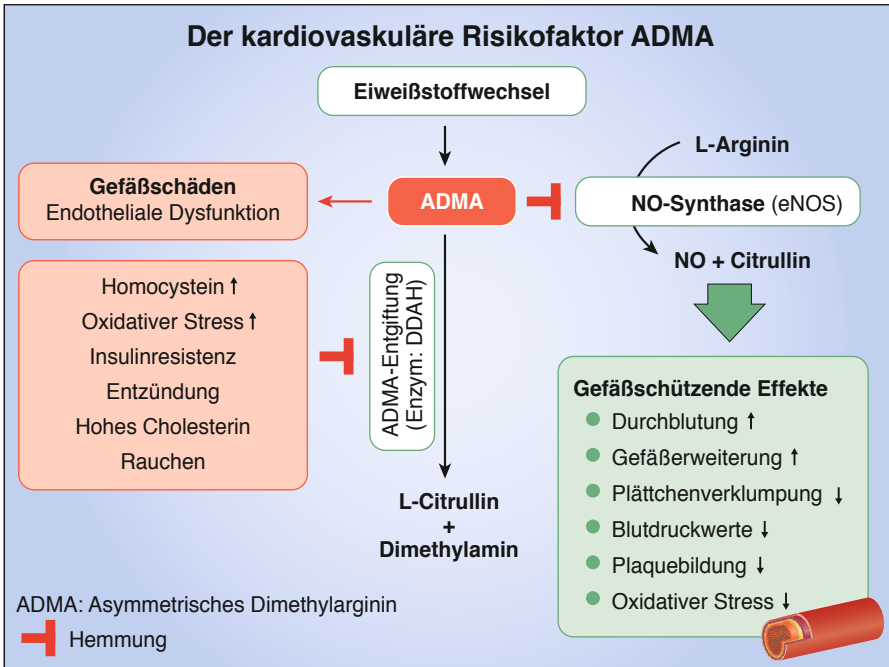 Der kardiovaskuläre Risikofaktor ADMA
Eiweißstoffwechsel
L-Arginin
Gefäßschäden
Endotheliale Dysfunktion
ADMA
NO-Synthase (eNOS)
NO + Citrullin
Homocystein ↑
Oxidativer Stress ↑
Insulinresistenz
Entzündung
Hohes Cholesterin
Rauchen
ADMA-Entgiftung
(Enzym: DDAH)
L-Citrullin
+
Dimethylamin
Gefäßschützende Effekte
Durchblutung ↑
Gefäßerweiterung ↑
Plättchenverklumpung ↓
Blutdruckwerte ↓
Plaquebildung ↓
Oxidativer Stress ↓
ADMA: Asymmetrisches Dimethylarginin
Hemmung